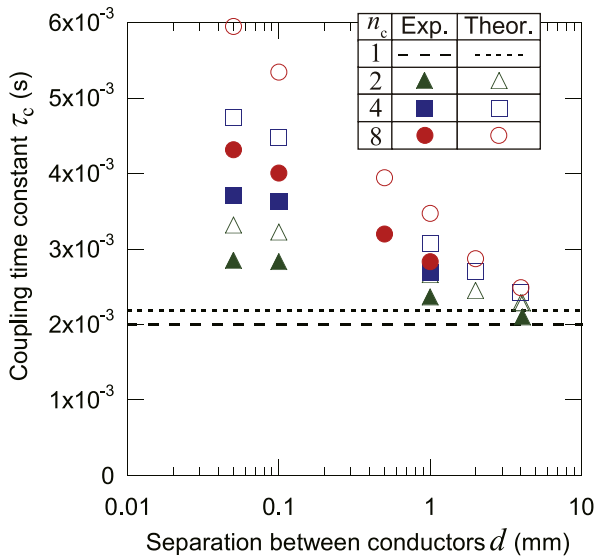 6x10⁻³
5x10⁻³
4x10⁻³
3x10⁻³
2x10⁻³
1x10⁻³
0
Coupling time constant τc (s)
nc Exp. Theor.
1
2
4
8
0.01 0.1 1 10
Separation between conductors d (mm)